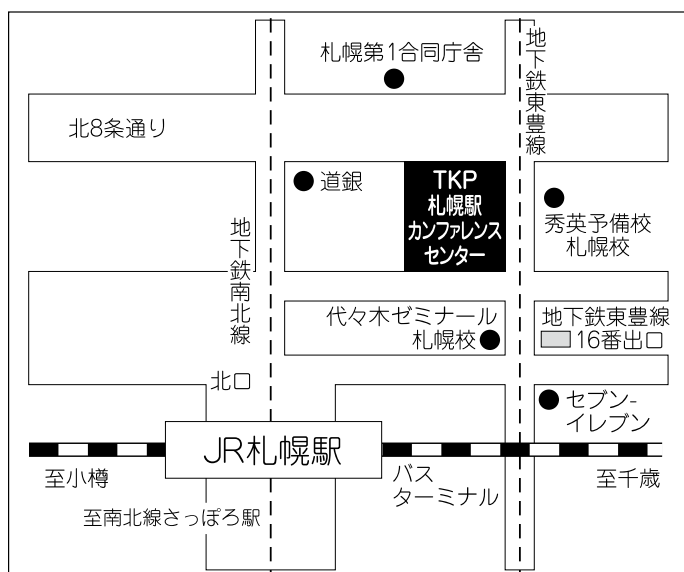 札幌第1合同庁舎
地下鉄東豊線
北8条通り
道銀
TKP
札幌駅
カンファレンス
センター
秀英予備校
札幌校
地下鉄南北線
代々木ゼミナール
札幌校
地下鉄東豊線
16番出口
北口
セブン-
イレブン
JR札幌駅
至小樽
バス
ターミナル
至千歳
至南北線さっぽろ駅